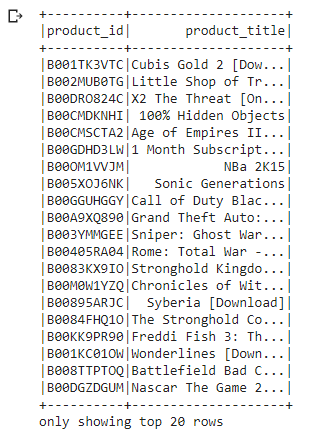 +----------+--------------------+
|product_id|       product_title|
+----------+--------------------+
|B001TK3VTC|Cubis Gold 2 [Dow...|
|B002MUB0TG|Little Shop of Tr...|
|B00DRO824C|X2 The Threat [On...|
|B00CMDKNHI| 100% Hidden Objects|
|B00CMSCTA2|Age of Empires II...|
|B00GDHD3LW|1 Month Subscript...|
|B00OM1VVJM|            NBa 2K15|
|B005XOJ6NK|   Sonic Generations|
|B00GGUHGGY|Call of Duty Blac...|
|B00A9XQ890|Grand Theft Auto:...|
|B003YMMGEE|Sniper: Ghost War...|
|B00405RA04|Rome: Total War -...|
|B0083KX9IO|Stronghold Kingdo...|
|B00M0W1YZQ|Chronicles of Wit...|
|B00895ARJC|  Syberia [Download]|
|B0084FHQ1O|The Stronghold Co...|
|B00KK9PR90|Freddi Fish 3: Th...|
|B001KC01OW|Wonderlines [Down...|
|B008TTPTOQ|Battlefield Bad C...|
|B00DGZDGUM|Nascar The Game 2...|
+----------+--------------------+
only showing top 20 rows